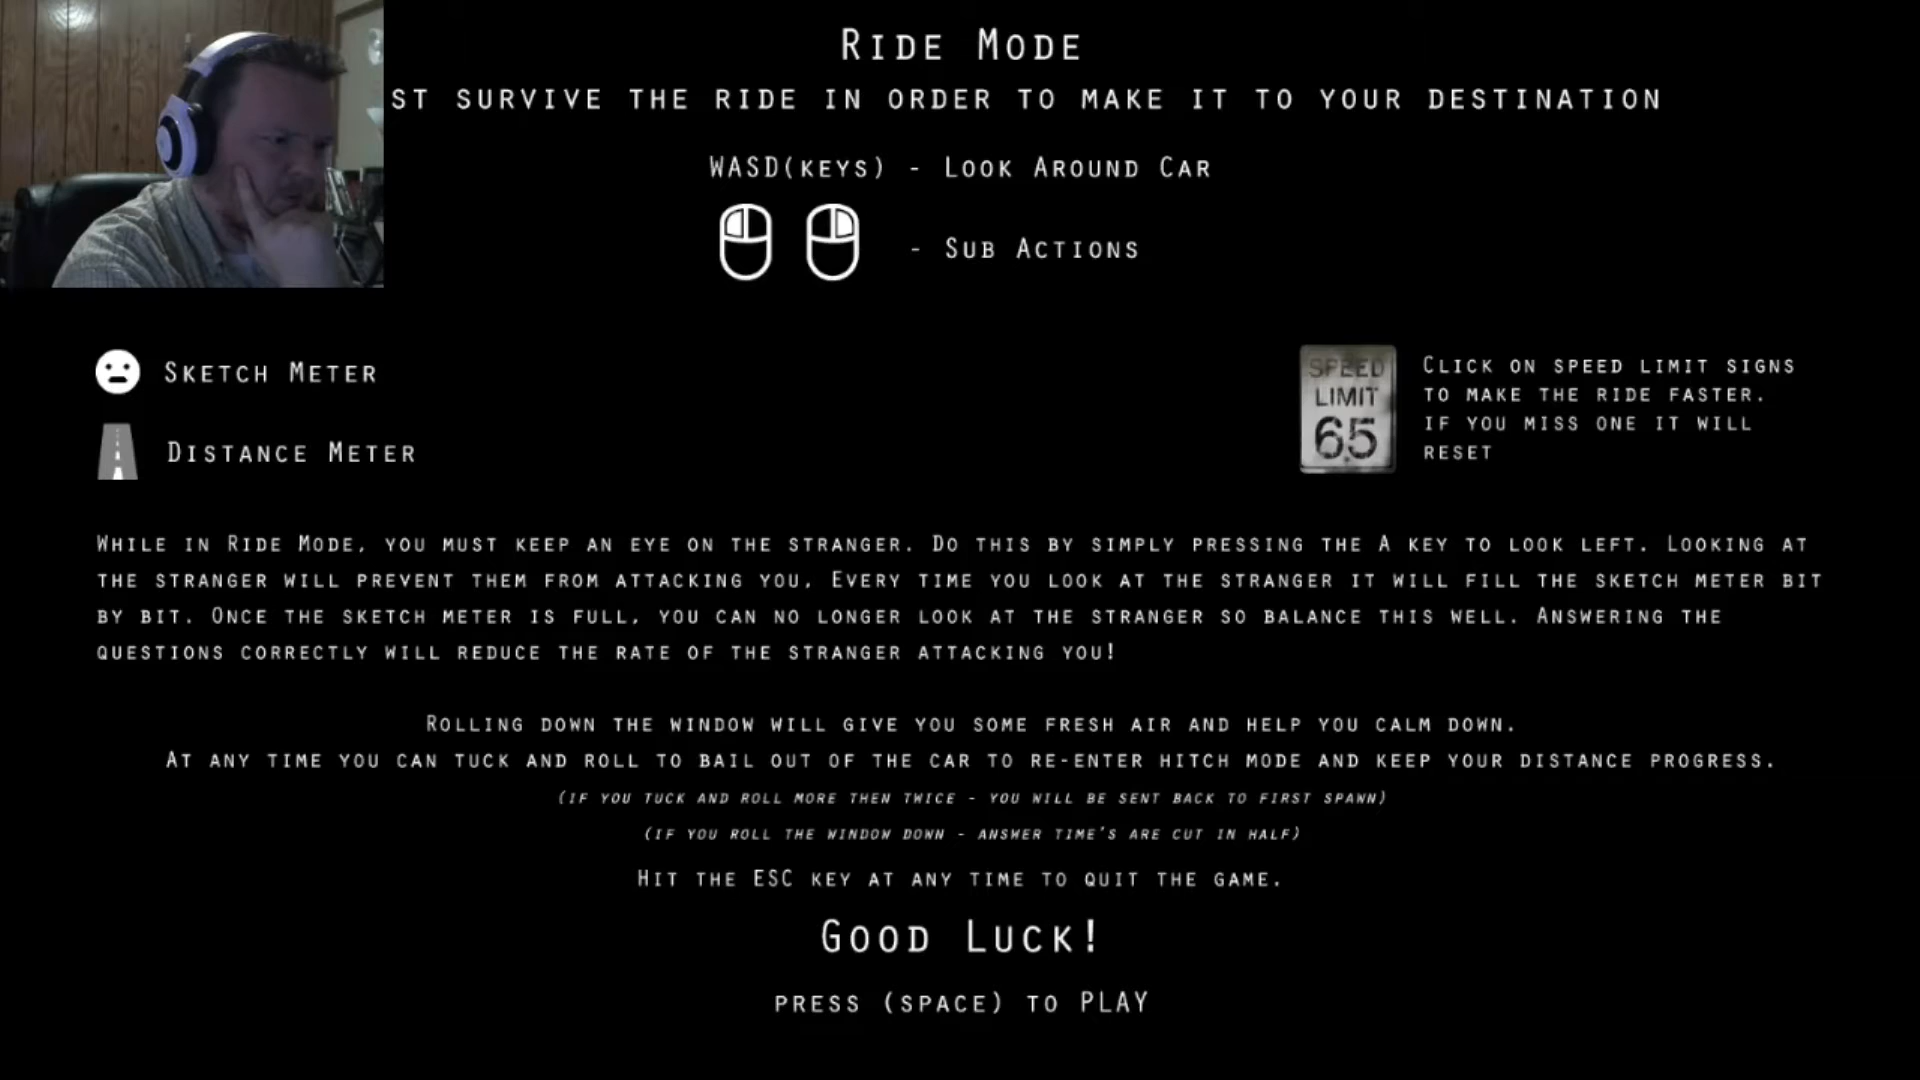 RIDE MODE
ST SURVIVE THE RIDE IN ORDER TO MAKE IT TO YOUR DESTINATION
WASD(KEYS) - LOOK AROUND CAR
- SUB ACTIONS
SKETCH METER
DISTANCE METER
SPEED
LIMIT
65
CLICK ON SPEED LIMIT SIGNS
TO MAKE THE RIDE FASTER.
IF YOU MISS ONE IT WILL
RESET
WHILE IN RIDE MODE, YOU MUST KEEP AN EYE ON THE STRANGER. DO THIS BY SIMPLY PRESSING THE A KEY TO LOOK LEFT. LOOKING AT
THE STRANGER WILL PREVENT THEM FROM ATTACKING YOU, EVERY TIME YOU LOOK AT THE STRANGER IT WILL FILL THE SKETCH METER BIT
BY BIT. ONCE THE SKETCH METER IS FULL, YOU CAN NO LONGER LOOK AT THE STRANGER SO BALANCE THIS WELL. ANSWERING THE
QUESTIONS CORRECTLY WILL REDUCE THE RATE OF THE STRANGER ATTACKING YOU!
ROLLING DOWN THE WINDOW WILL GIVE YOU SOME FRESH AIR AND HELP YOU CALM DOWN.
AT ANY TIME YOU CAN TUCK AND ROLL TO BAIL OUT OF THE CAR TO RE-ENTER HITCH MODE AND KEEP YOUR DISTANCE PROGRESS.
(IF YOU TUCK AND ROLL MORE THEN TWICE - YOU WILL BE SENT BACK TO FIRST SPAWN)
(IF YOU ROLL THE WINDOW DOWN - ANSWER TIME'S ARE CUT IN HALF)
HIT THE ESC KEY AT ANY TIME TO QUIT THE GAME.
GOOD LUCK!
PRESS (SPACE) TO PLAY